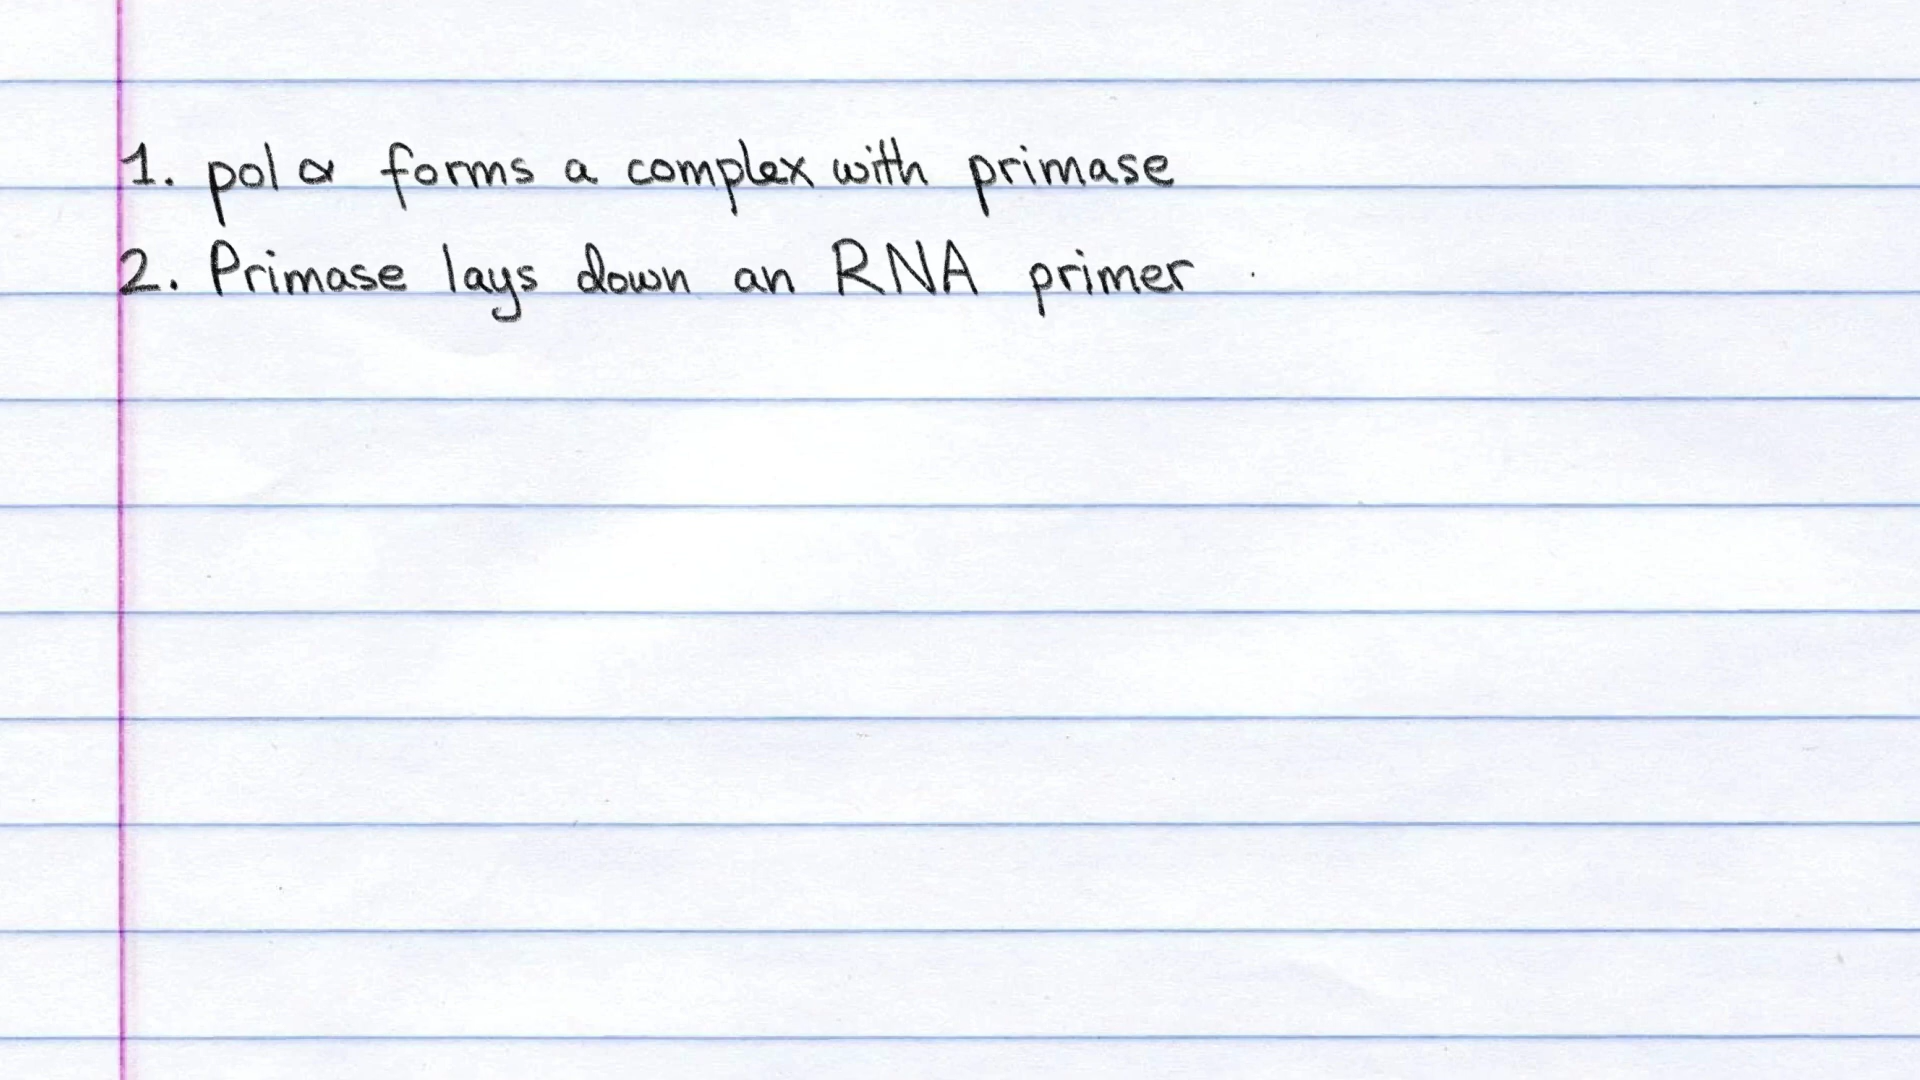 1. pol α forms a complex with primase
2. Primase lays down an RNA primer